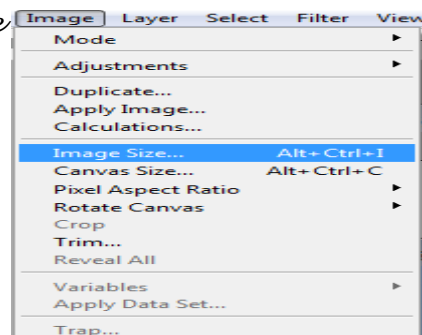 Image Layer Select Filter View
Mode
Adjustments
Duplicate...
Apply Image...
Calculations...
Image Size... Alt+Ctrl+I
Canvas Size... Alt+Ctrl+C
Pixel Aspect Ratio
Rotate Canvas
Crop
Trim...
Reveal All
Variables
Apply Data Set...
Trap...